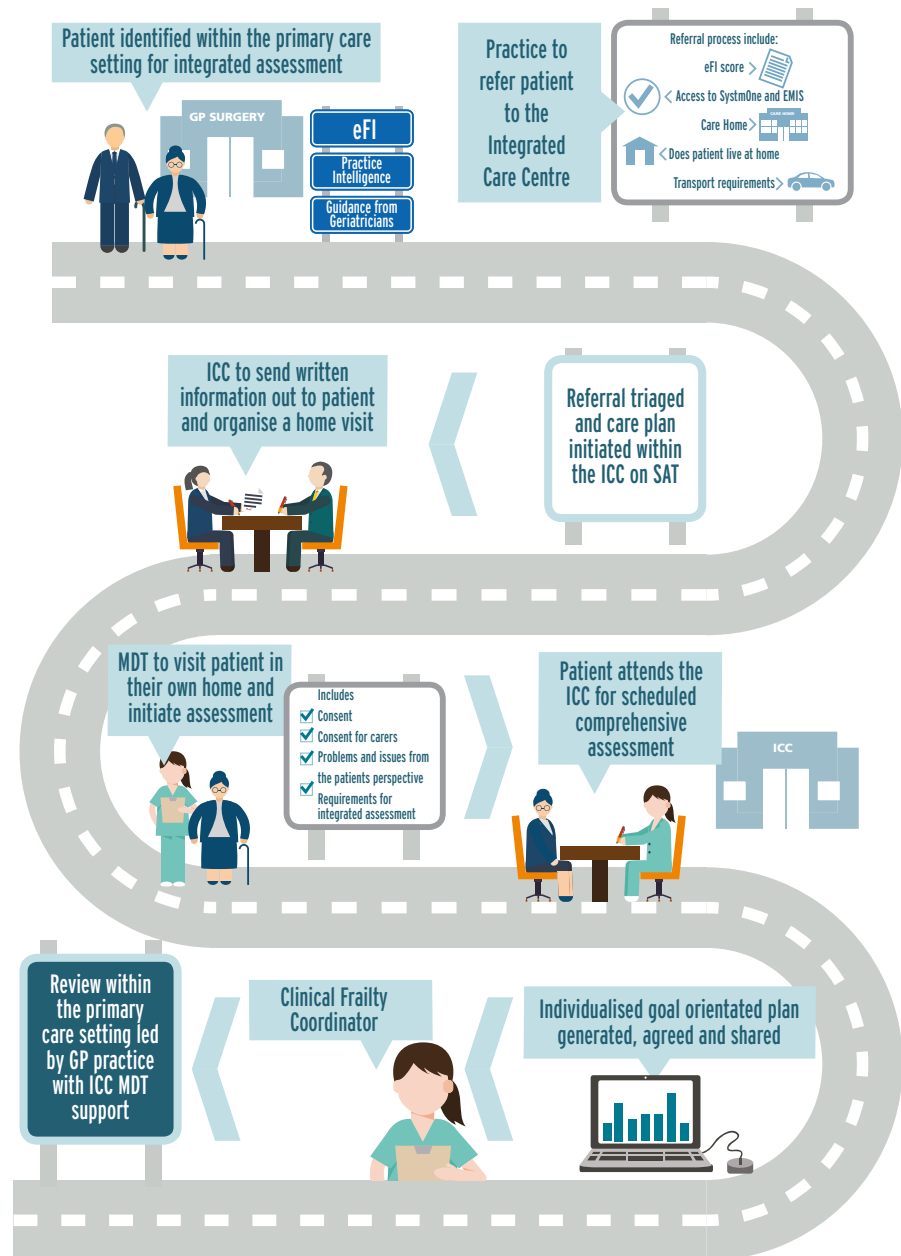 Patient identified within the primary care
setting for integrated assessment
GP SURGERY
eFI
Practice
Intelligence
Guidance from
Geriatricians
Practice to
refer patient
to the
Integrated
Care Centre
Referral process include:
eFI score
Access to SystmOne and EMIS
Care Home
CARE HOME
Does patient live at home
Transport requirements
Referral triaged
and care plan
initiated within
the ICC on SAT
ICC to send written
information out to patient
and organise a home visit
MDT to visit patient in
their own home and
initiate assessment
Includes
Consent
Consent for carers
Problems and issues from
the patients perspective
Requirements for
integrated assessment
Patient attends the
ICC for scheduled
comprehensive
assessment
ICC
Individualised goal orientated plan
generated, agreed and shared
Clinical Frailty
Coordinator
Review within
the primary
care setting led
by GP practice
with ICC MDT
support